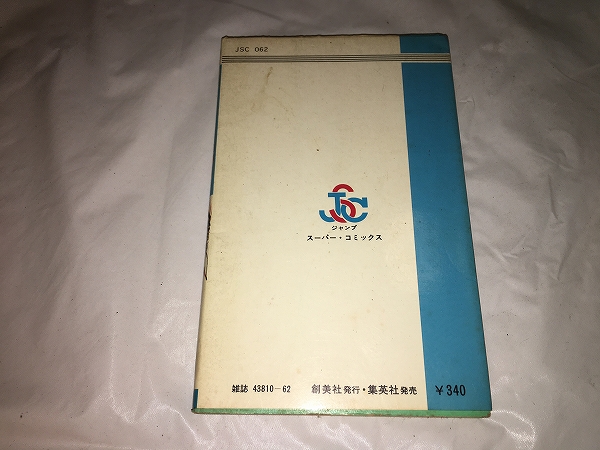 JSC 062
JSC
ジャンプ
スーパー・コミックス
雑誌 43810-62 創美社発行・集英社発売 ¥340